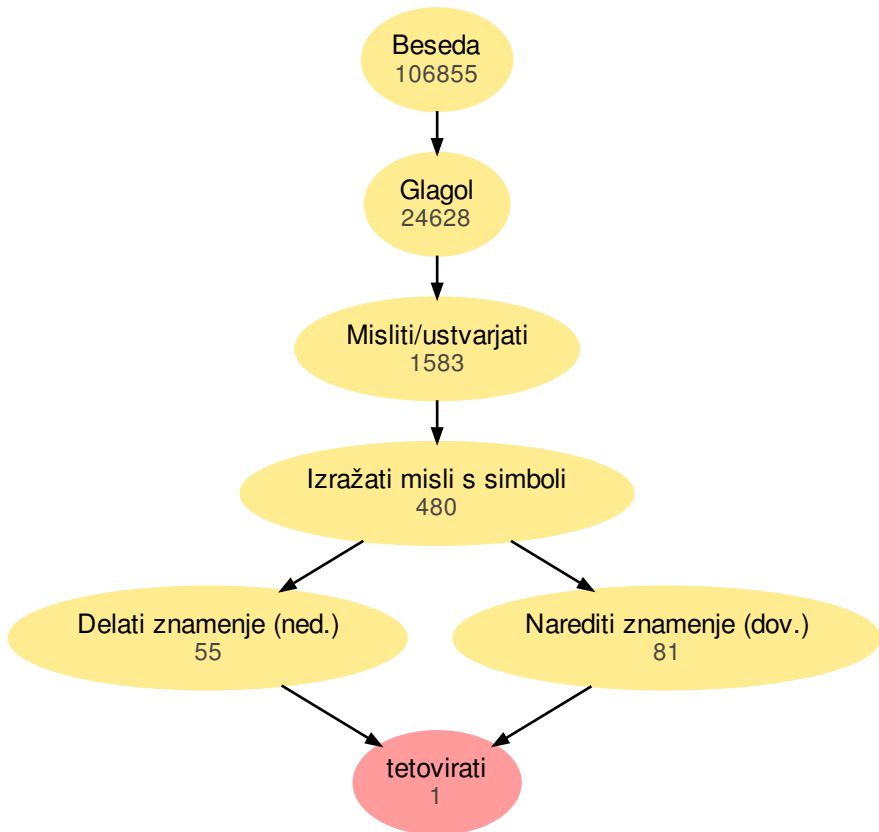 Beseda
106855
Glagol
24628
Misliti/ustvarjati
1583
Izražati misli s simboli
480
Delati znamenje (ned.)
55
Narediti znamenje (dov.)
81
tetovirati
1